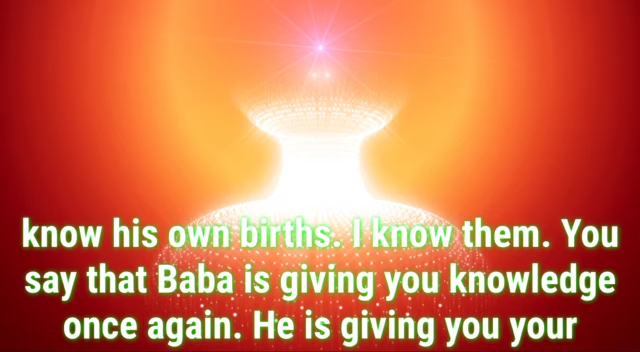 know his own births. I know them. You
say that Baba is giving you knowledge
once again. He is giving you your